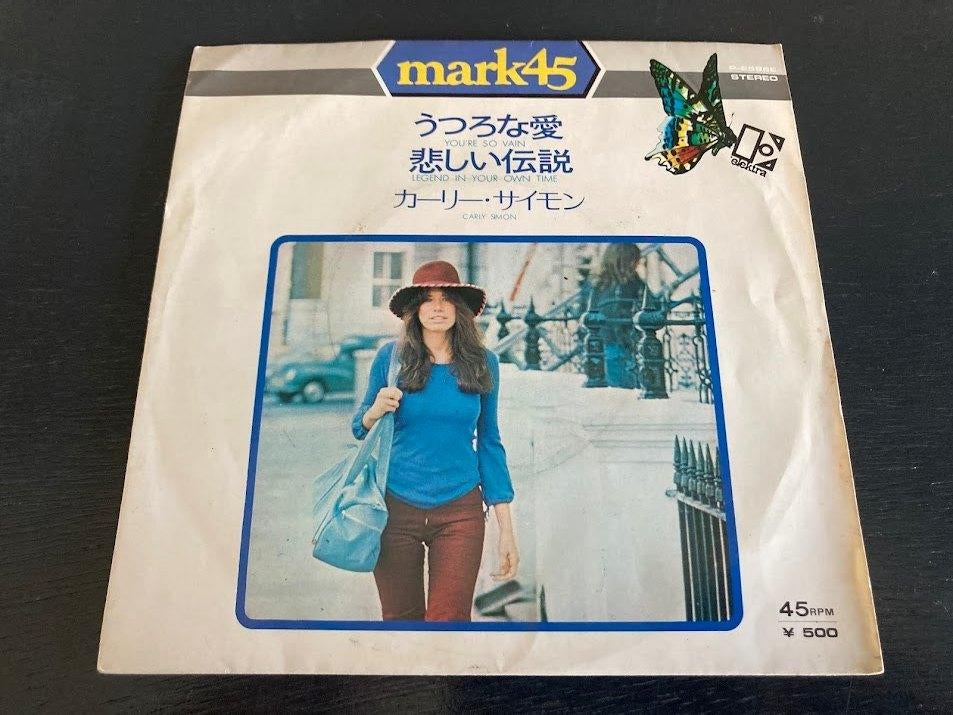 mark45
STEREO
うつろな愛
YOU'RE SO VAIN
悲しい伝説
LEGEND IN YOUR OWN TIME
カーリー・サイモン
CARLY SIMON
elektra
45RPM
¥ 500